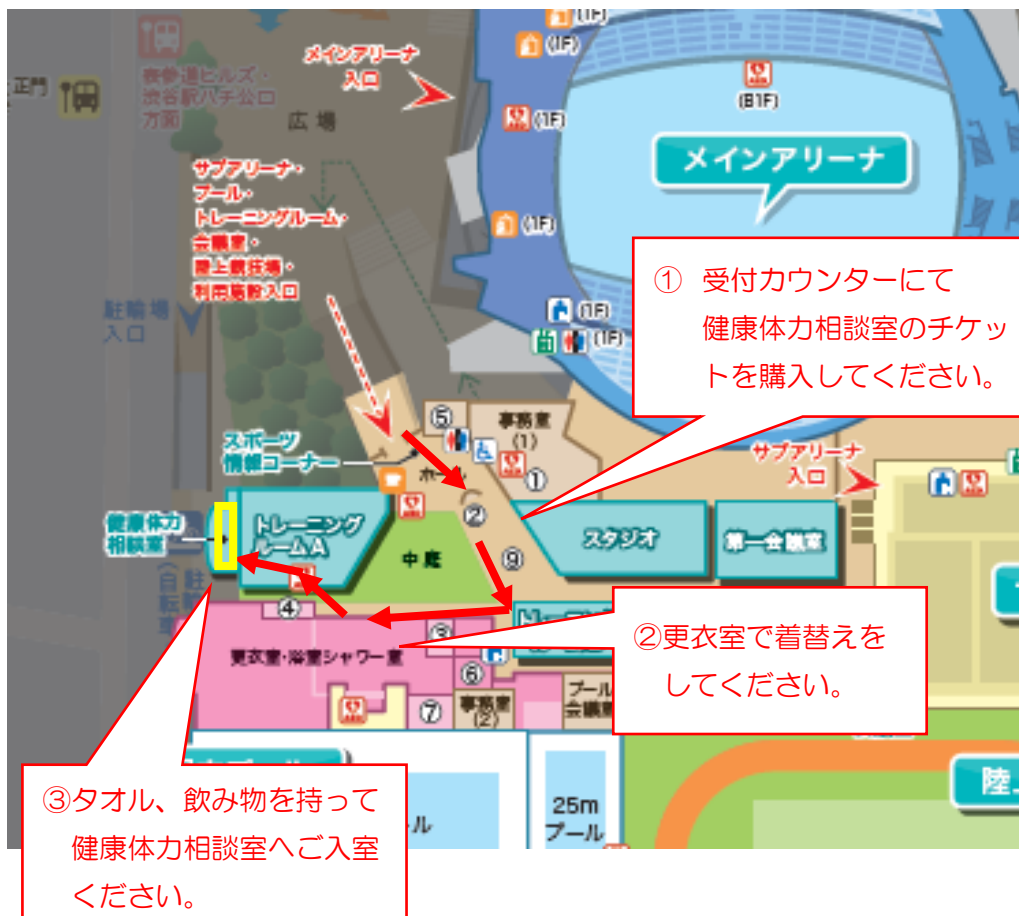 正門
表参道ヒルズ・
渋谷駅ハチ公口
方面
広場
メインアリーナ
入口
(1F)
(1F)
(1F)
(B1F)
メインアリーナ
サブアリーナ・
プール・
トレーニングルーム・
会議室・
陸上競技場・
利用施設入口
(1F)
(1F)
(1F)
駐輪場
入口
① 受付カウンターにて
健康体力相談室のチケッ
トを購入してください。
⑤
事務室
(1)
①
スポーツ
情報コーナー
ホール
②
⑨
サブアリーナ
入口
健康体力
相談室
トレーニング
ルームA
中庭
スタジオ
第一会議室
④
③
更衣室・浴室シャワー室
⑥
⑦
事務室
(2)
プール
会議室
②更衣室で着替えを
してください。
25m
プール
ール
陸上
③タオル、飲み物を持って
健康体力相談室へご入室
ください。